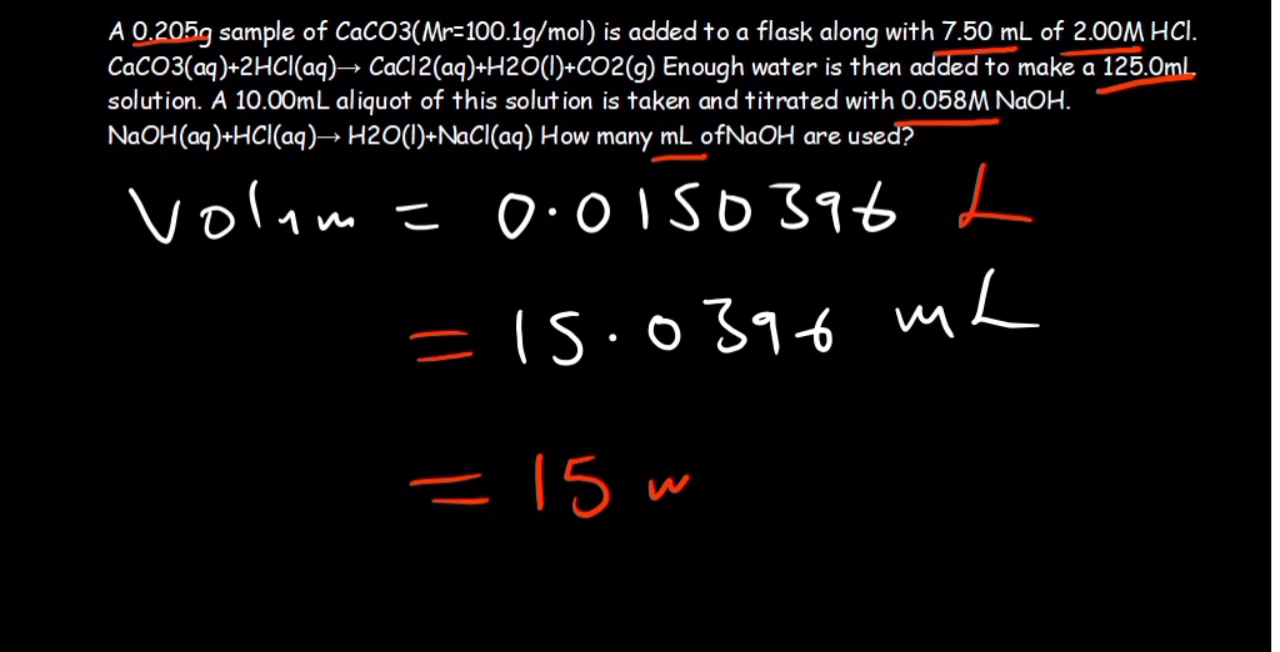 A 0.205g sample of CaCO3(Mr=100.1g/mol) is added to a flask along with 7.50 mL of 2.00M HCl.
CaCO3(aq)+2HCl(aq)→ CaCl2(aq)+H2O(l)+CO2(g) Enough water is then added to make a 125.0mL
solution. A 10.00mL aliquot of this solution is taken and titrated with 0.058M NaOH.
NaOH(aq)+HCl(aq)→ H2O(l)+NaCl(aq) How many mL ofNaOH are used?
Volum = 0.0150396 L
= 15.0396 mL
= 15 m